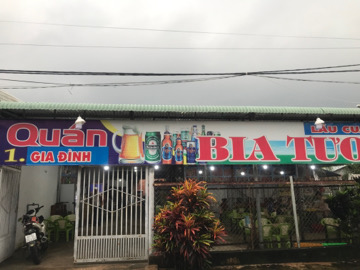 Quán
1. GIA ĐÌNH
BIA TƯƠ
LẨU CU